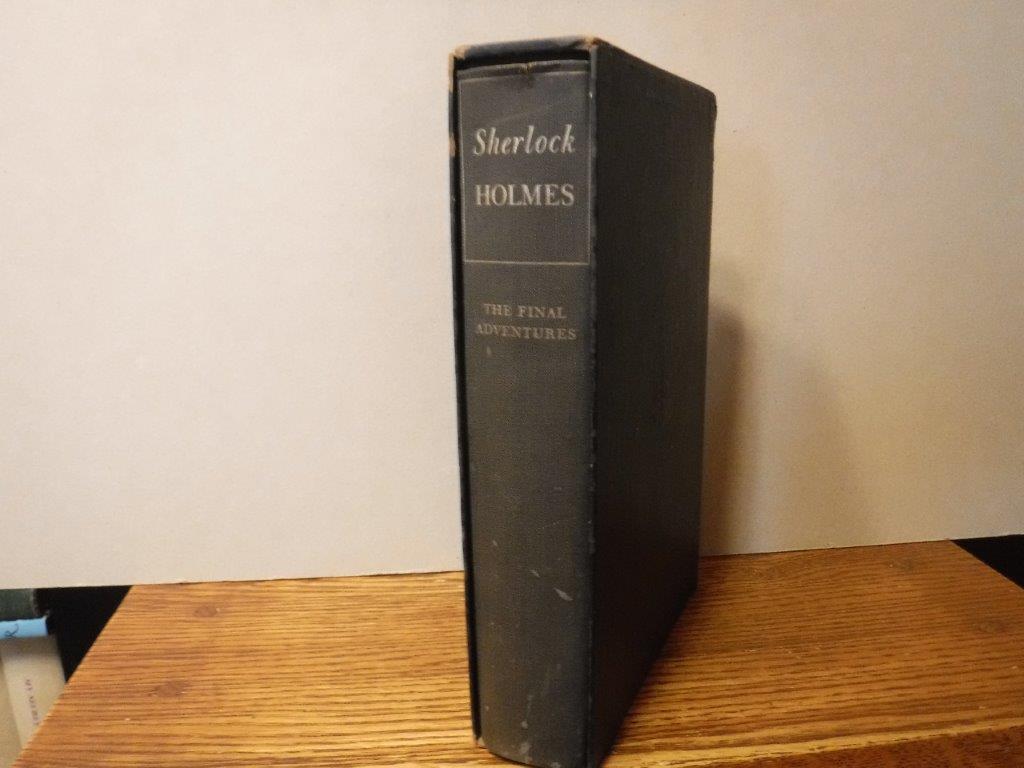 Sherlock
HOLMES
THE FINAL
ADVENTURES